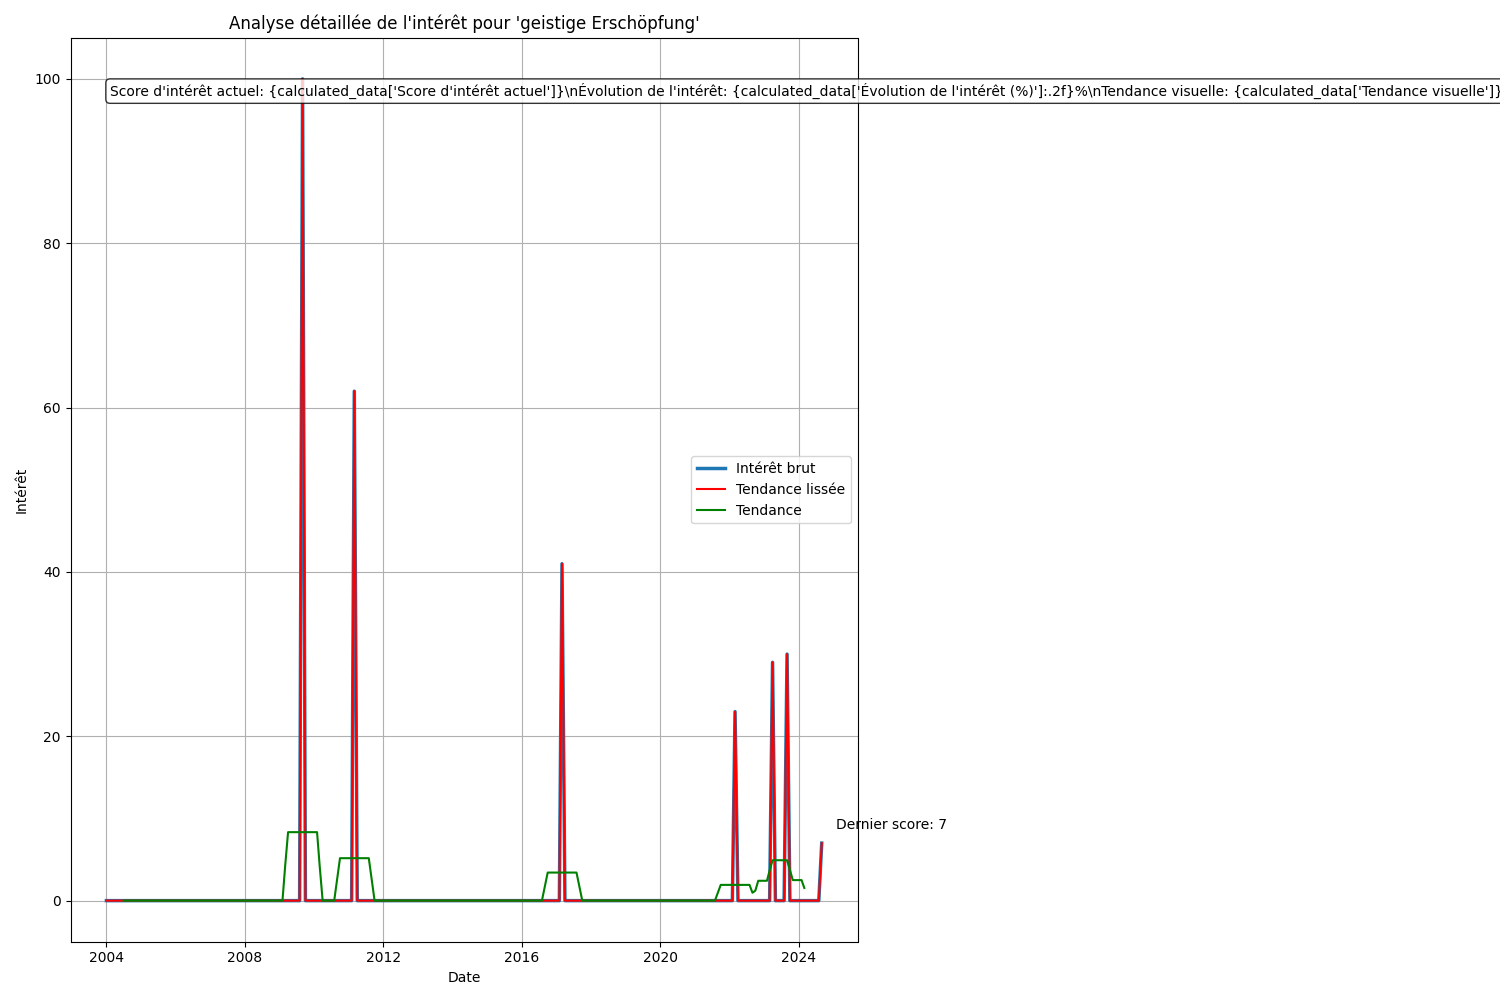 Analyse détaillée de l'intérêt pour 'geistige Erschöpfung'
100
Score d'intérêt actuel: {calculated_data['Score d'intérêt actuel']}\nÉvolution de l'intérêt: {calculated_data['Évolution de l'intérêt (%)']:.2f}%\nTendance visuelle: {calculated_data['Tendance visuelle']}
80
60
Intérêt brut
Tendance lissée
Tendance
Intérêt
40
20
Dernier score: 7
0
2004 2008 2012 2016 2020 2024
Date